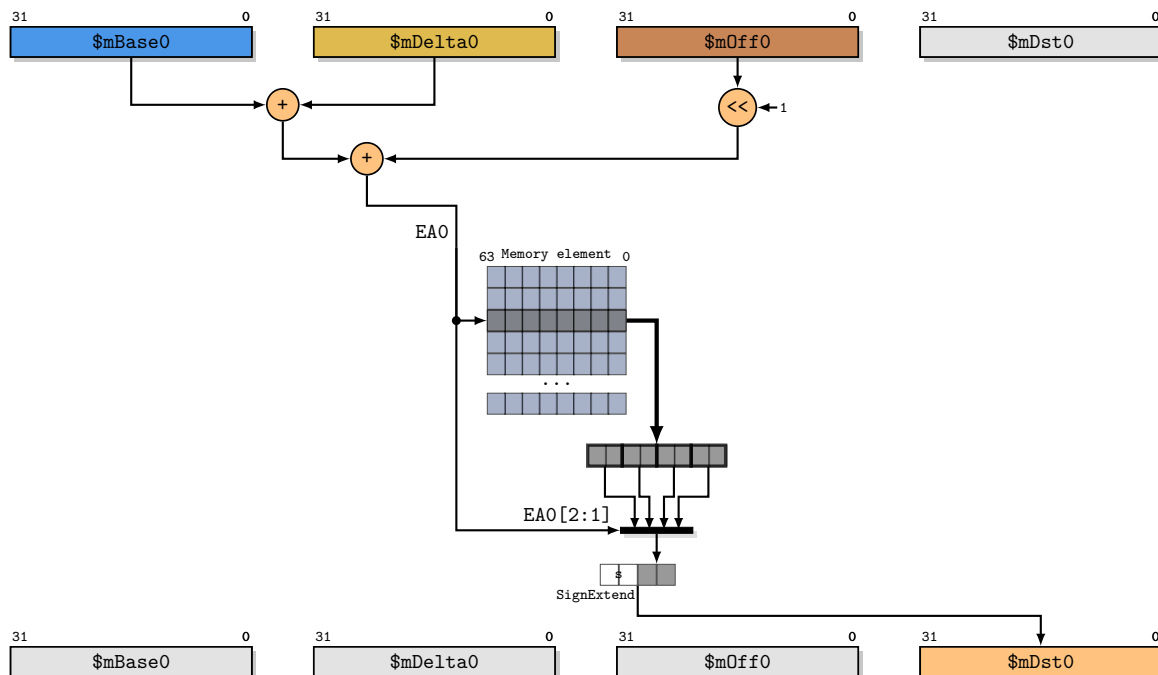 31 0 31 0 31 0 31 0
$mBase0 $mDelta0 $mOff0 $mDst0
+ << 1
+
EA0
63 Memory element 0
...
EA0[2:1]
s
SignExtend
31 0 31 0 31 0 31 0
$mBase0 $mDelta0 $mOff0 $mDst0